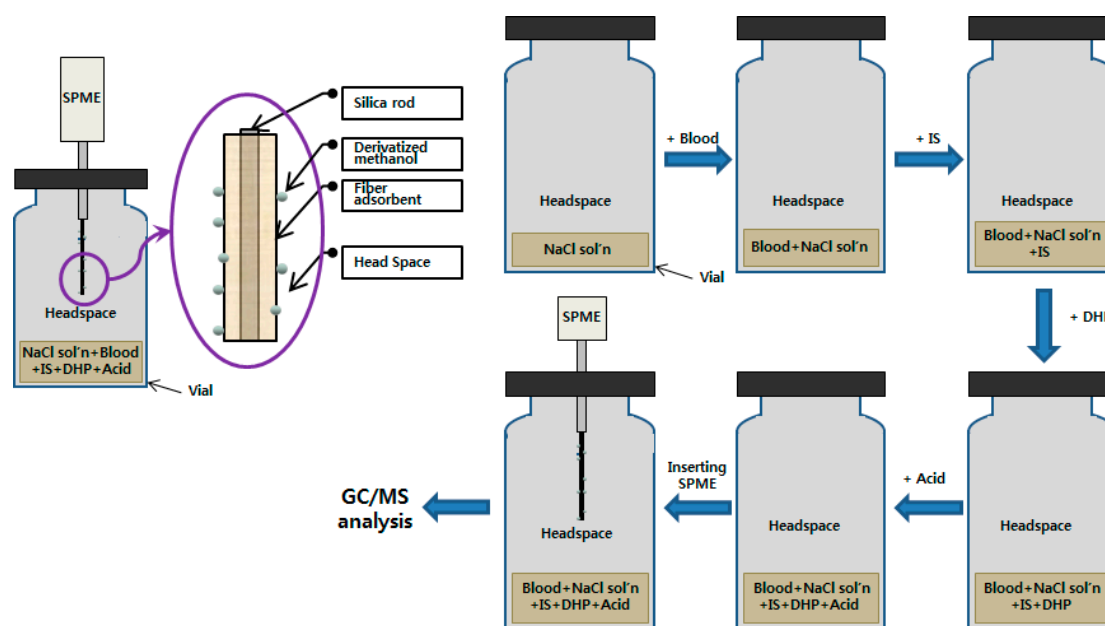 SPME
Headspace
NaCl sol'n+Blood
+IS+DHP+Acid
Vial
Silica rod
Derivatized
methanol
Fiber
adsorbent
Head Space
Headspace
NaCl sol'n
Vial
+ Blood
Headspace
Blood+NaCl sol'n
+ IS
Headspace
Blood+NaCl sol'n
+IS
+ DHP
Headspace
Blood+NaCl sol'n
+IS+DHP
+ Acid
Headspace
Blood+NaCl sol'n
+IS+DHP+Acid
Inserting
SPME
SPME
Headspace
Blood+NaCl sol'n
+IS+DHP+Acid
GC/MS
analysis